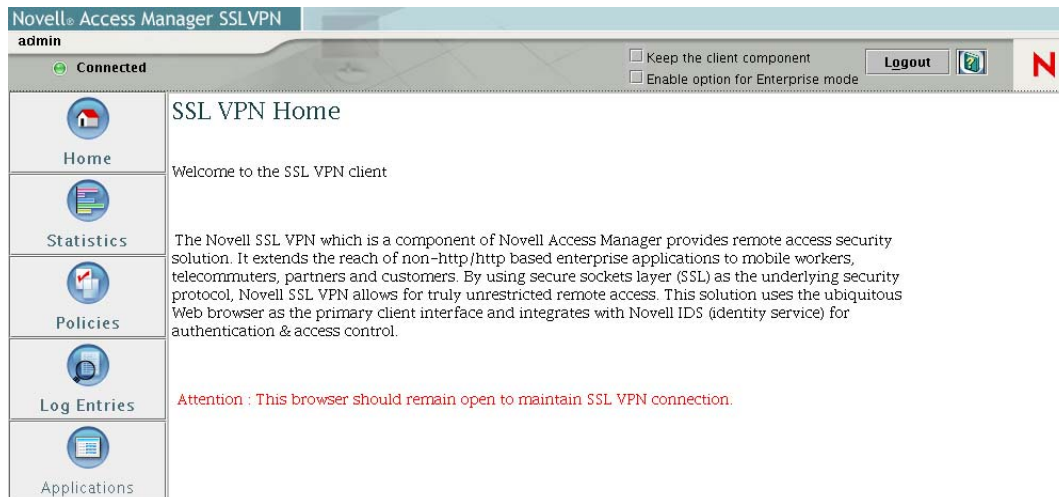 Novell® Access Manager SSLVPN
admin
Connected
Keep the client component
Enable option for Enterprise mode
Logout
N
Home
Statistics
Policies
Log Entries
Applications
SSL VPN Home
Welcome to the SSL VPN client
The Novell SSL VPN which is a component of Novell Access Manager provides remote access security
solution. It extends the reach of non-http/http based enterprise applications to mobile workers,
telecommuters, partners and customers. By using secure sockets layer (SSL) as the underlying security
protocol, Novell SSL VPN allows for truly unrestricted remote access. This solution uses the ubiquitous
Web browser as the primary client interface and integrates with Novell IDS (identity service) for
authentication & access control.
Attention : This browser should remain open to maintain SSL VPN connection.